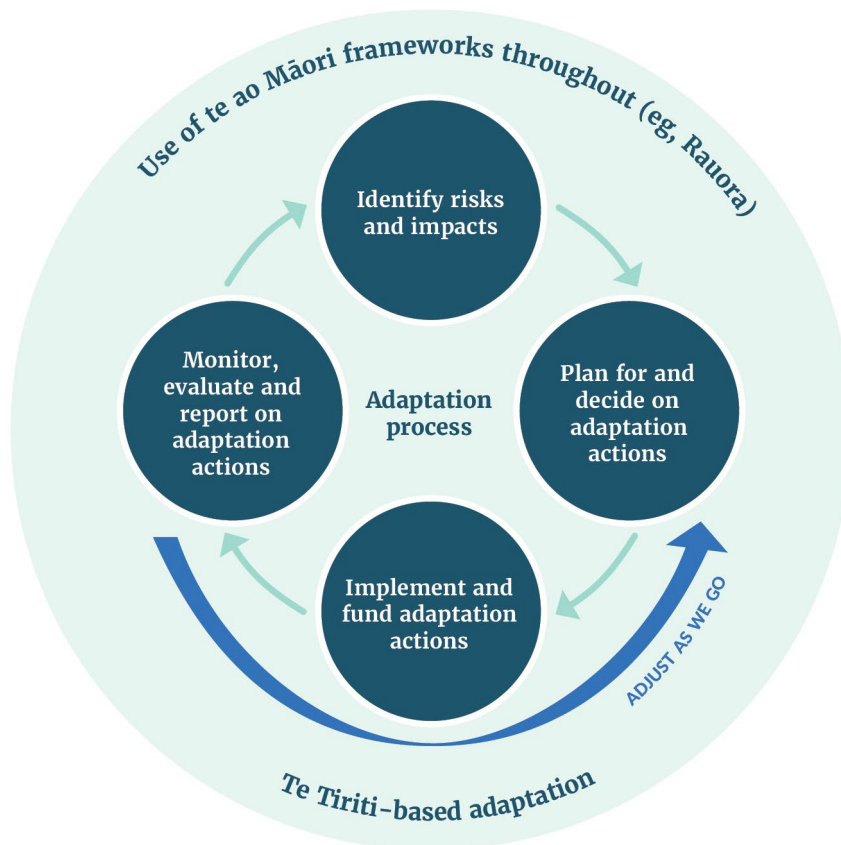 Use of te ao Māori frameworks throughout (eg, Rauora)
Identify risks
and impacts
Monitor,
evaluate and
report on
adaptation
actions
Adaptation
process
Plan for and
decide on
adaptation
actions
Implement and
fund adaptation
actions
ADJUST AS WE GO
Te Tiriti-based adaptation